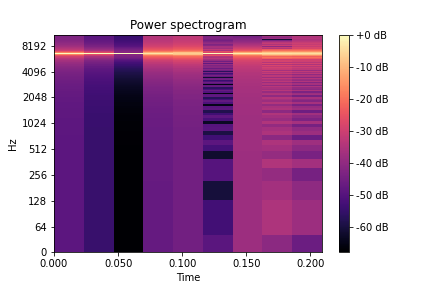 Power spectrogram
Hz
8192
4096
2048
1024
512
256
128
64
0
0.000 0.050 0.100 0.150 0.200
Time
+0 dB
-10 dB
-20 dB
-30 dB
-40 dB
-50 dB
-60 dB